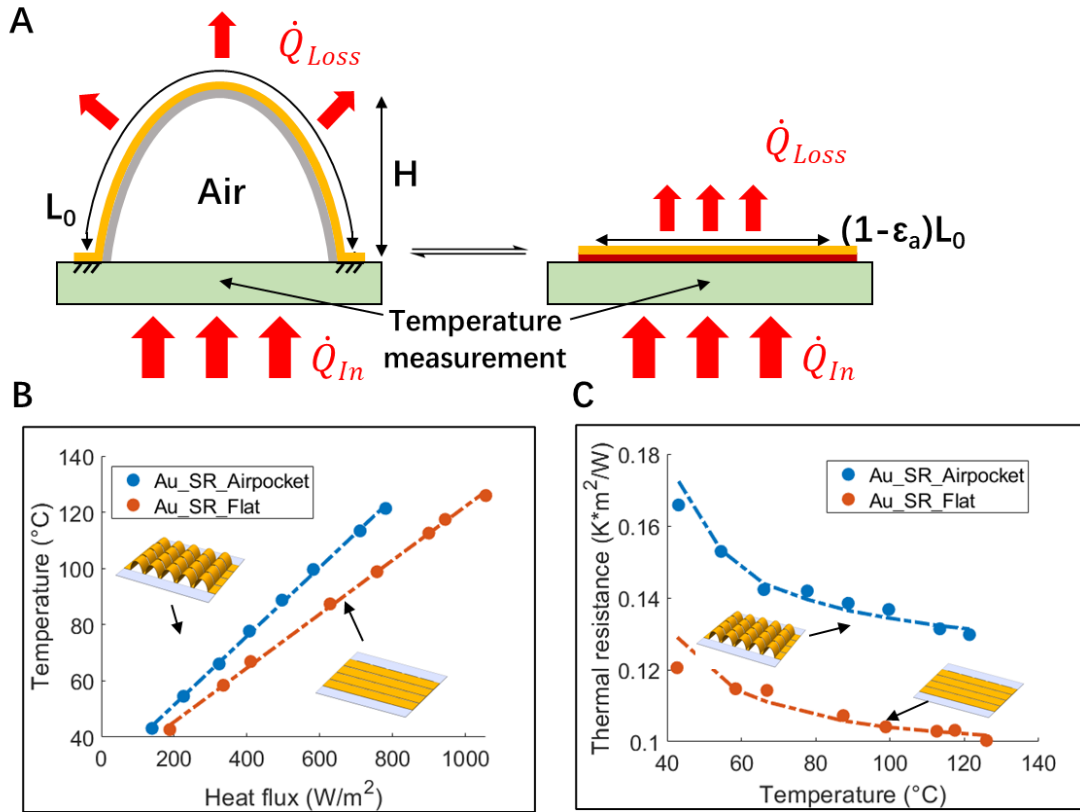 A
Q̇ Loss
Air
H
L₀
Q̇ Loss
(1-εₐ)L₀
Temperature
measurement
Q̇ In
Q̇ In
B
140
120
100
80
60
40
Temperature (°C)
Au_SR_Airpocket
Au_SR_Flat
0 200 400 600 800 1000
Heat flux (W/m²)
C
0.18
0.16
0.14
0.12
0.1
Thermal resistance (K*m²/W)
Au_SR_Airpocket
Au_SR_Flat
40 60 80 100 120 140
Temperature (°C)